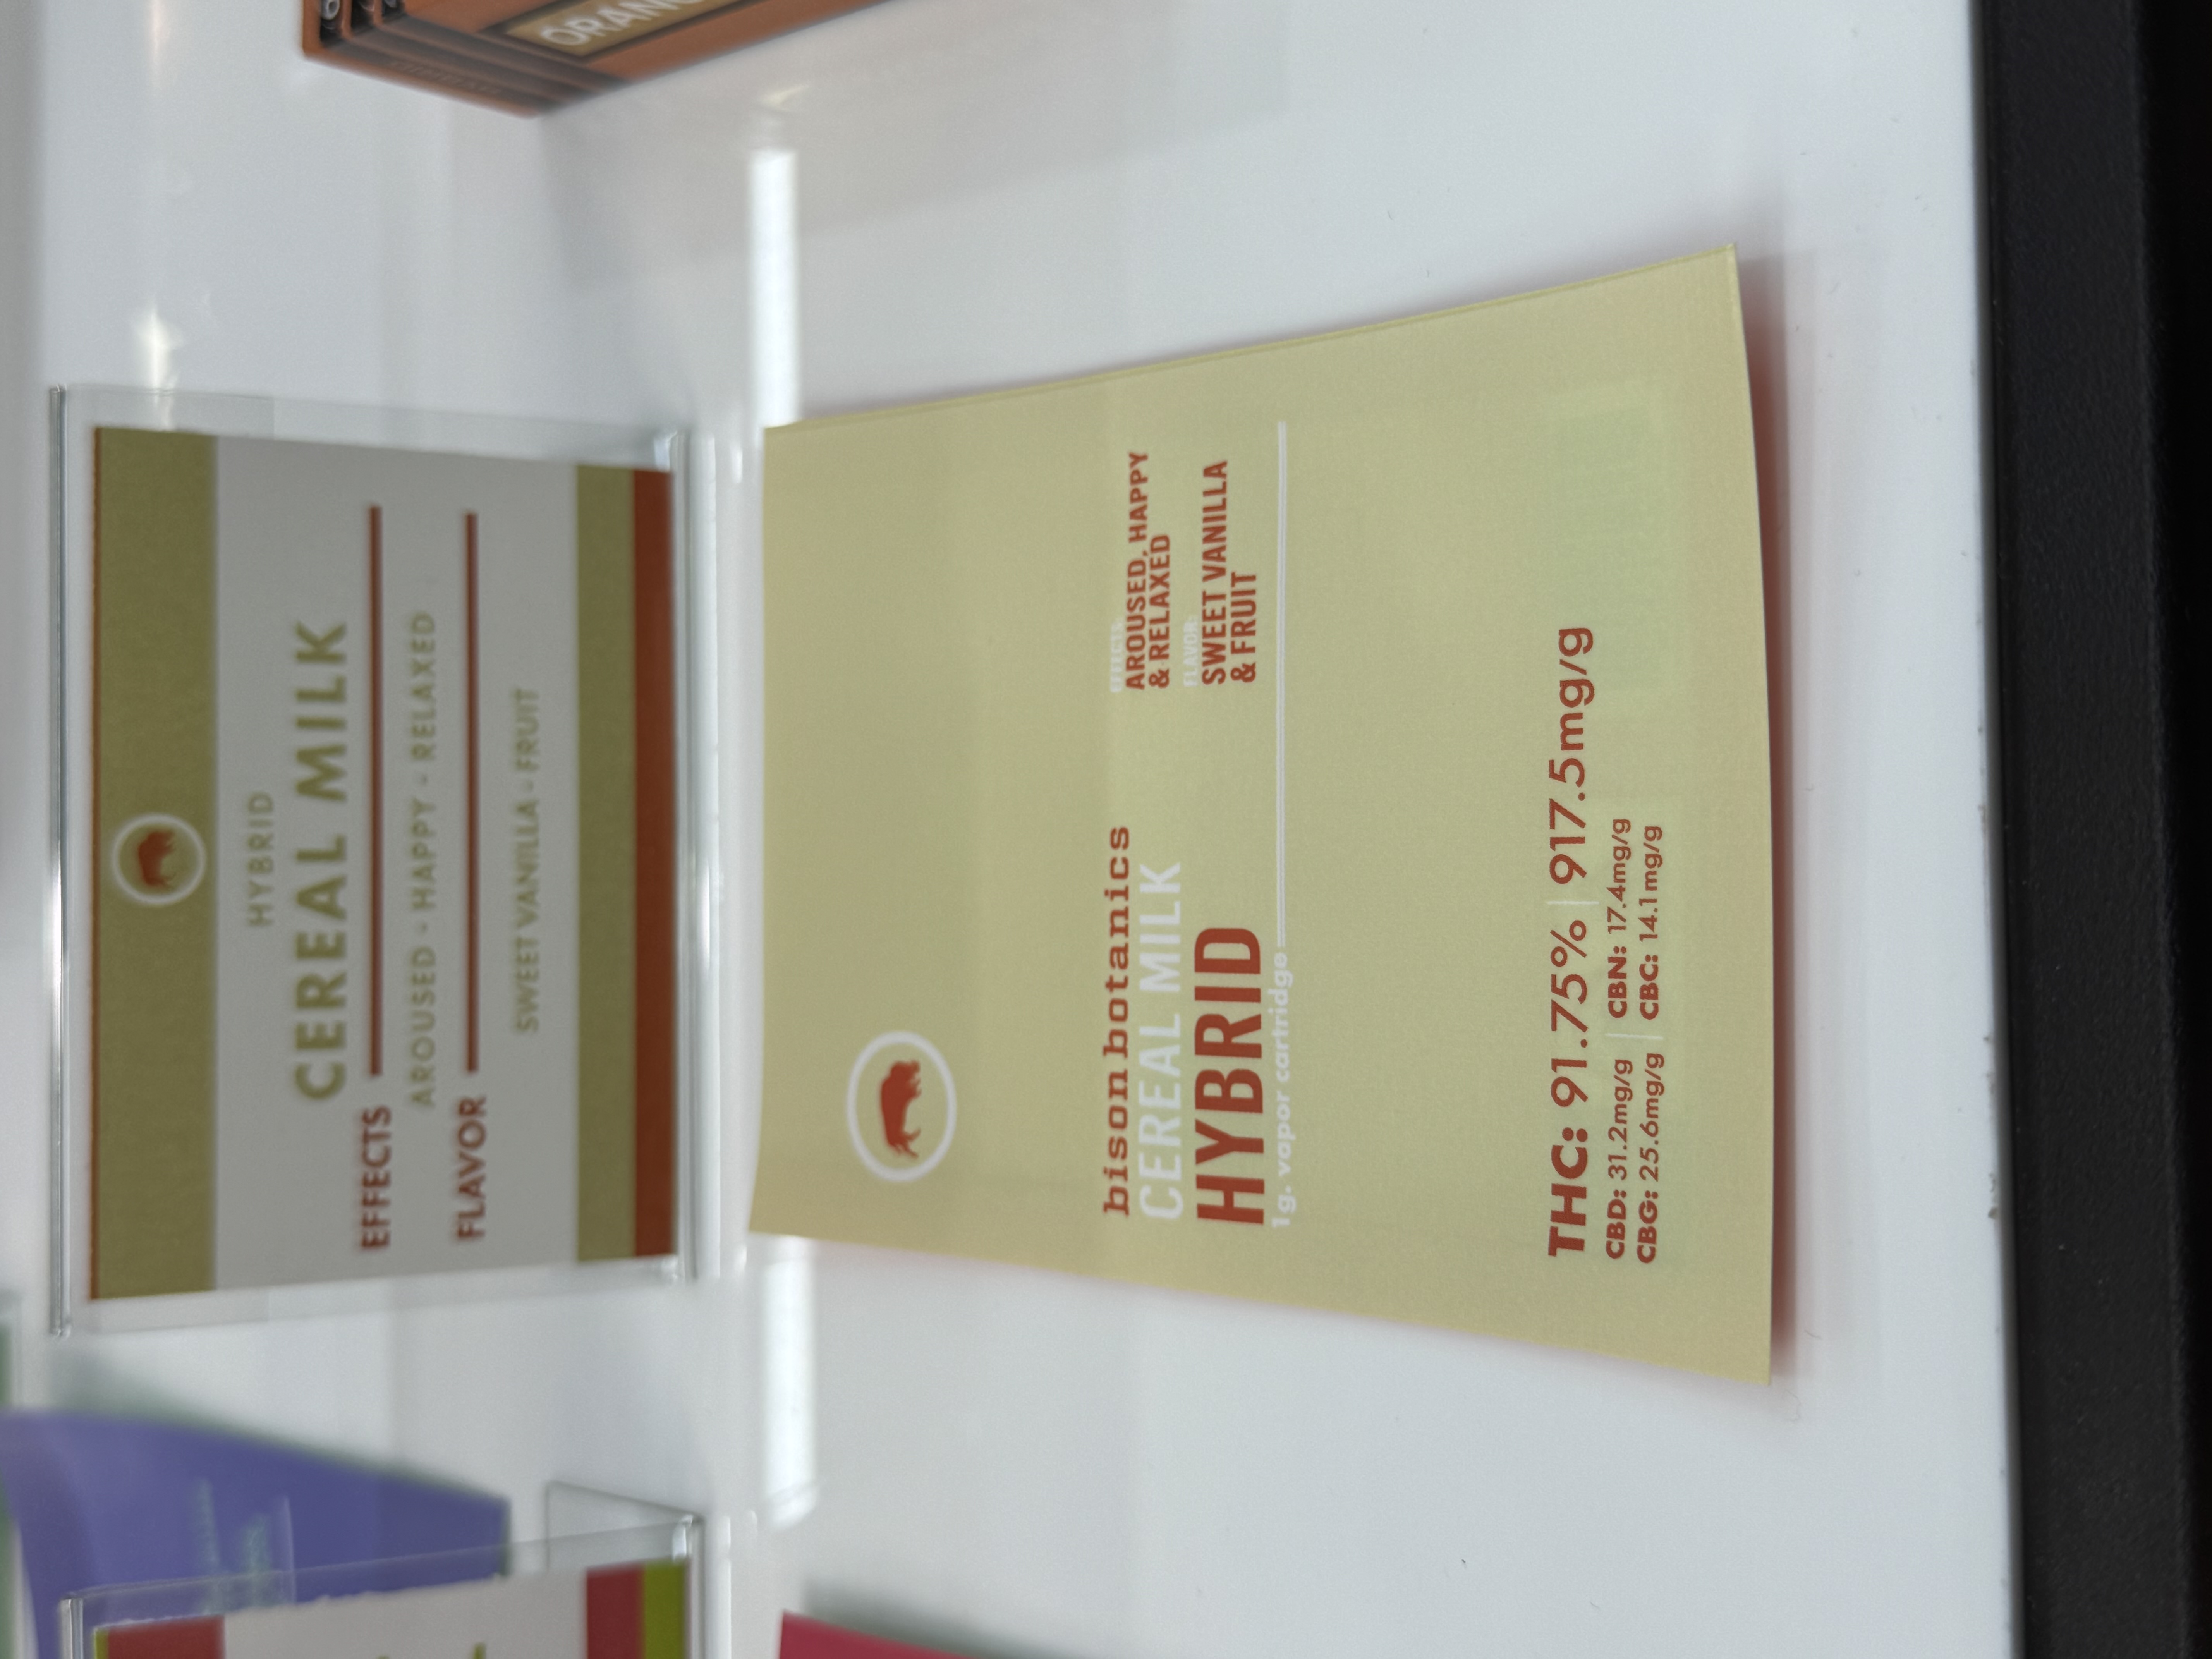 HYBRID
CEREAL MILK
EFFECTS
AROUSED - HAPPY - RELAXED
FLAVOR
SWEET VANILLA - FRUIT
bison botanics
CEREAL MILK
HYBRID
1g. vapor cartridge
EFFECTS:
AROUSED, HAPPY
& RELAXED
FLAVOR:
SWEET VANILLA
& FRUIT
THC: 91.75% | 917.5mg/g
CBD: 31.2mg/g | CBN: 17.4mg/g
CBG: 25.6mg/g | CBC: 14.1mg/g